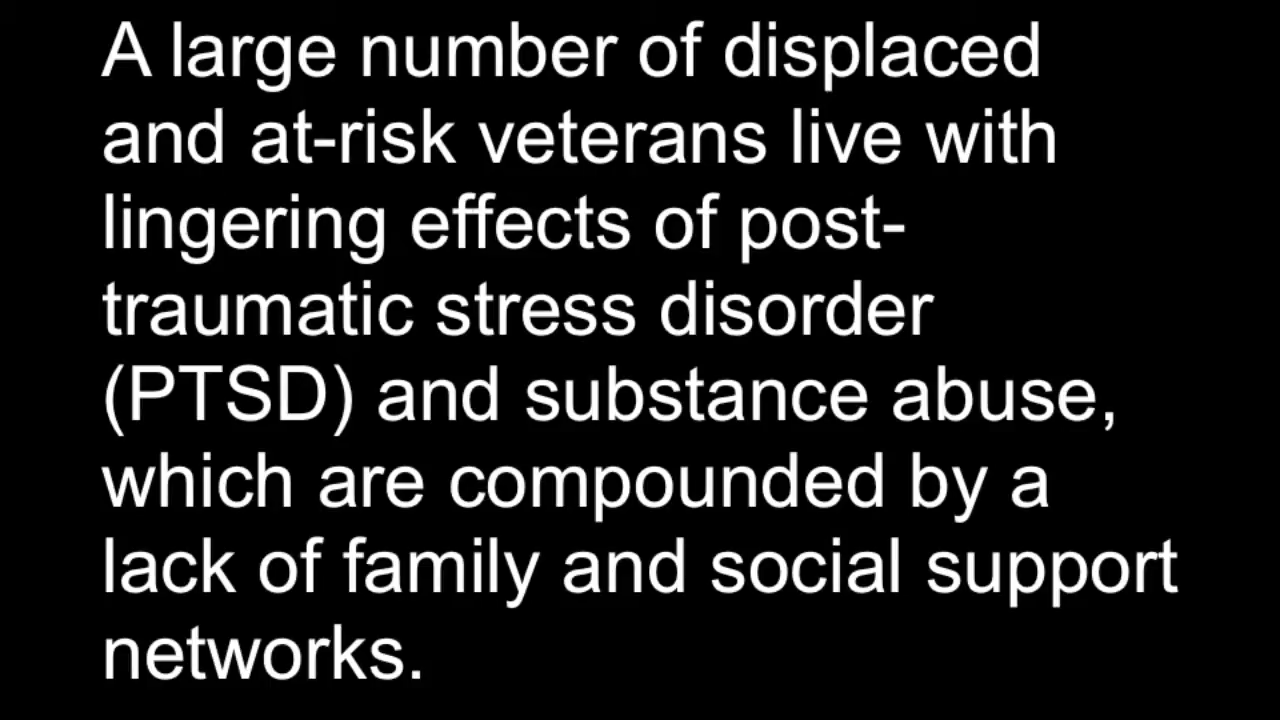 A large number of displaced
and at-risk veterans live with
lingering effects of post-
traumatic stress disorder
(PTSD) and substance abuse,
which are compounded by a
lack of family and social support
networks.